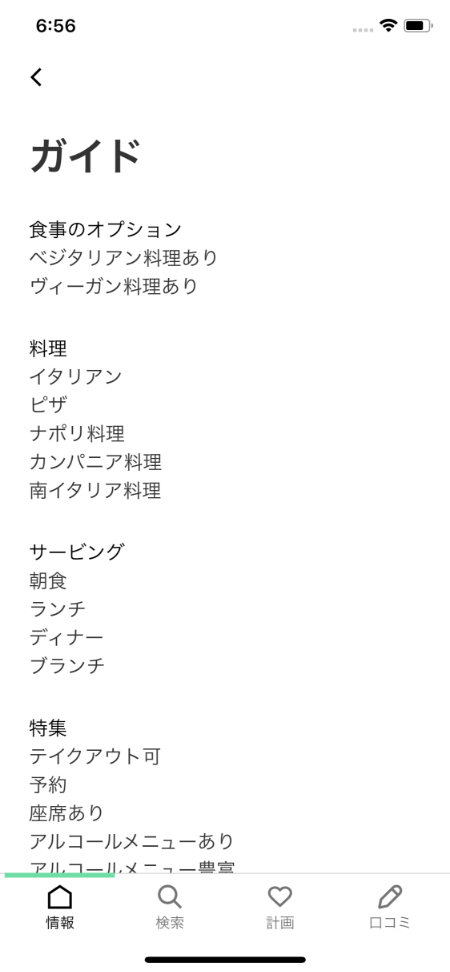 6:56
ガイド
食事のオプション
ベジタリアン料理あり
ヴィーガン料理あり
料理
イタリアン
ピザ
ナポリ料理
カンパニア料理
南イタリア料理
サービング
朝食
ランチ
ディナー
ブランチ
特集
テイクアウト可
予約
座席あり
アルコールメニューあり
アルコールメニュー豊富
情報
検索
計画
口コミ